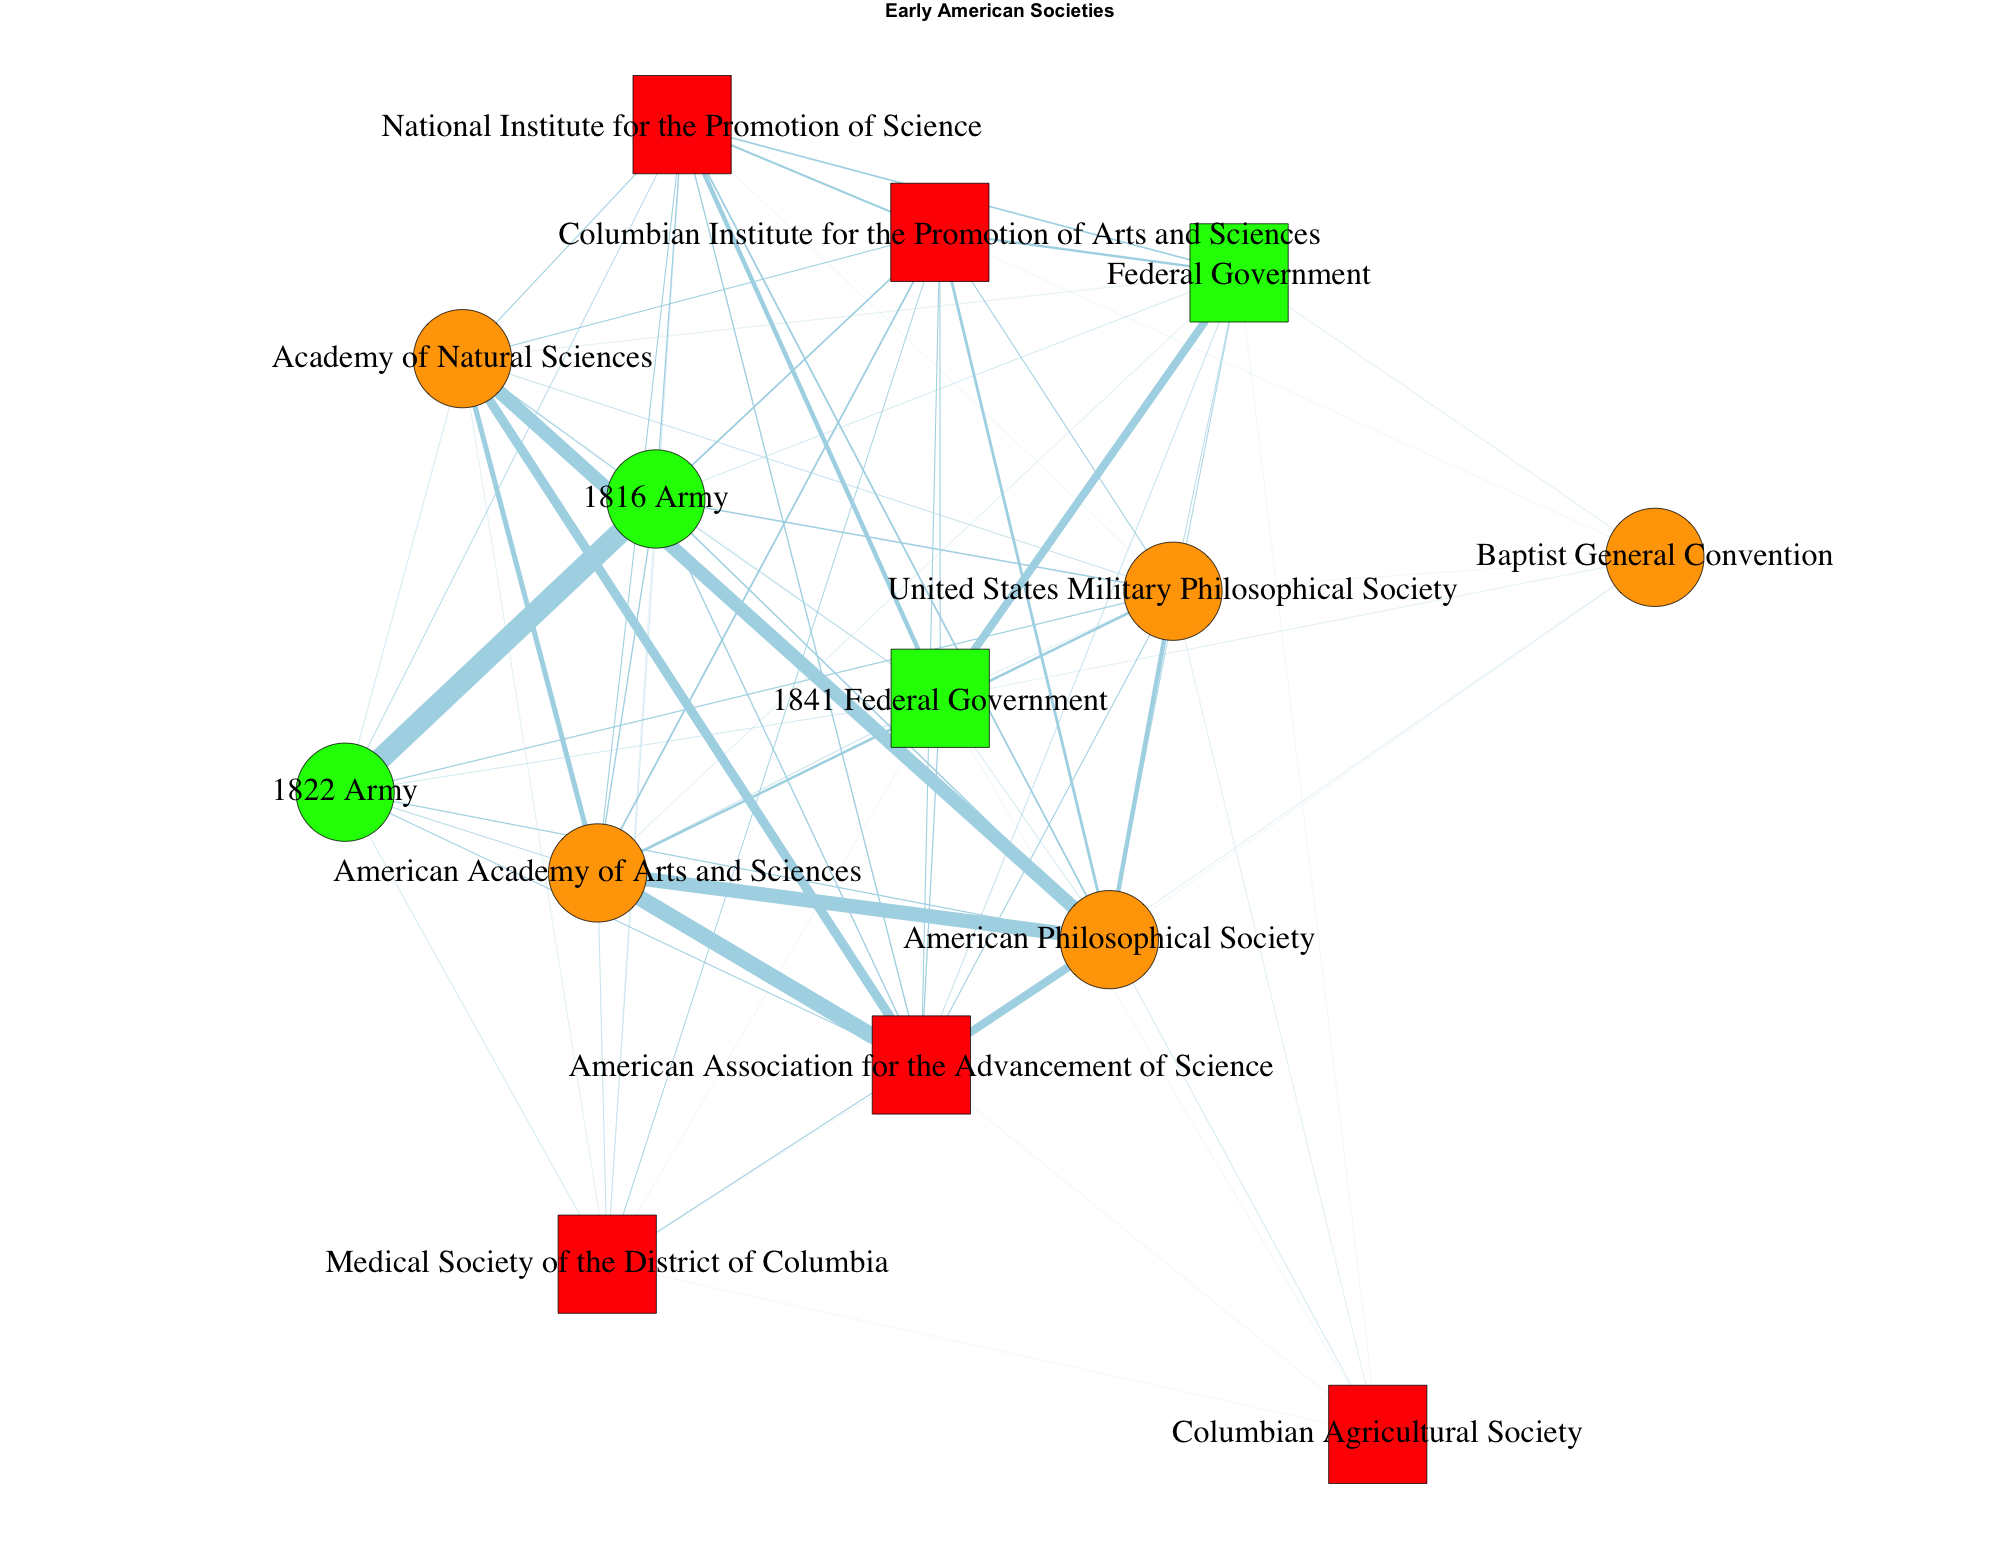 Early American Societies
National Institute for the Promotion of Science
Columbian Institute for the Promotion of Arts and Sciences
Federal Government
Academy of Natural Sciences
1816 Army
Baptist General Convention
United States Military Philosophical Society
1841 Federal Government
1822 Army
American Academy of Arts and Sciences
American Philosophical Society
American Association for the Advancement of Science
Medical Society of the District of Columbia
Columbian Agricultural Society